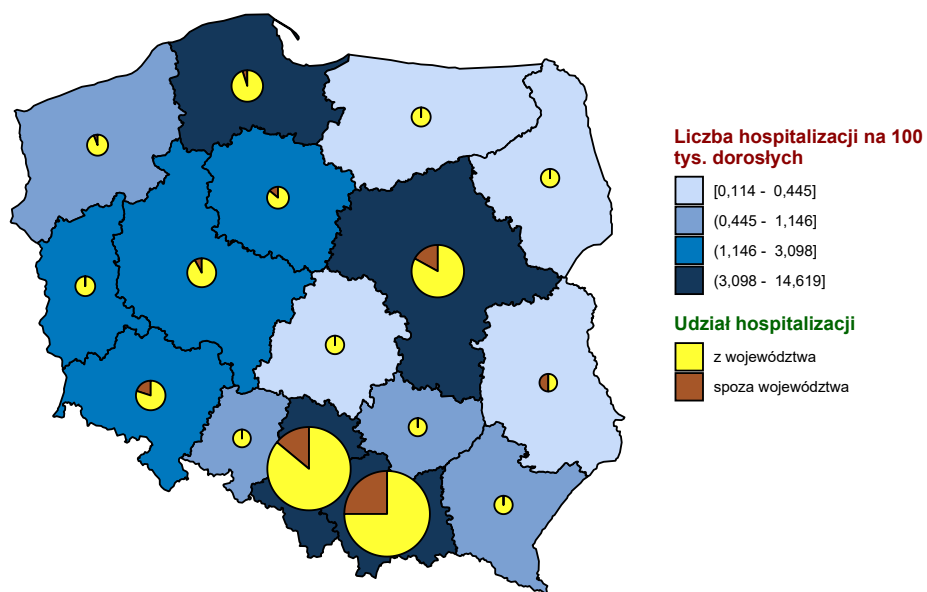 Liczba hospitalizacji na 100
tys. dorosłych
[0,114 - 0,445]
(0,445 - 1,146]
(1,146 - 3,098]
(3,098 - 14,619]
Udział hospitalizacji
z województwa
spoza województwa